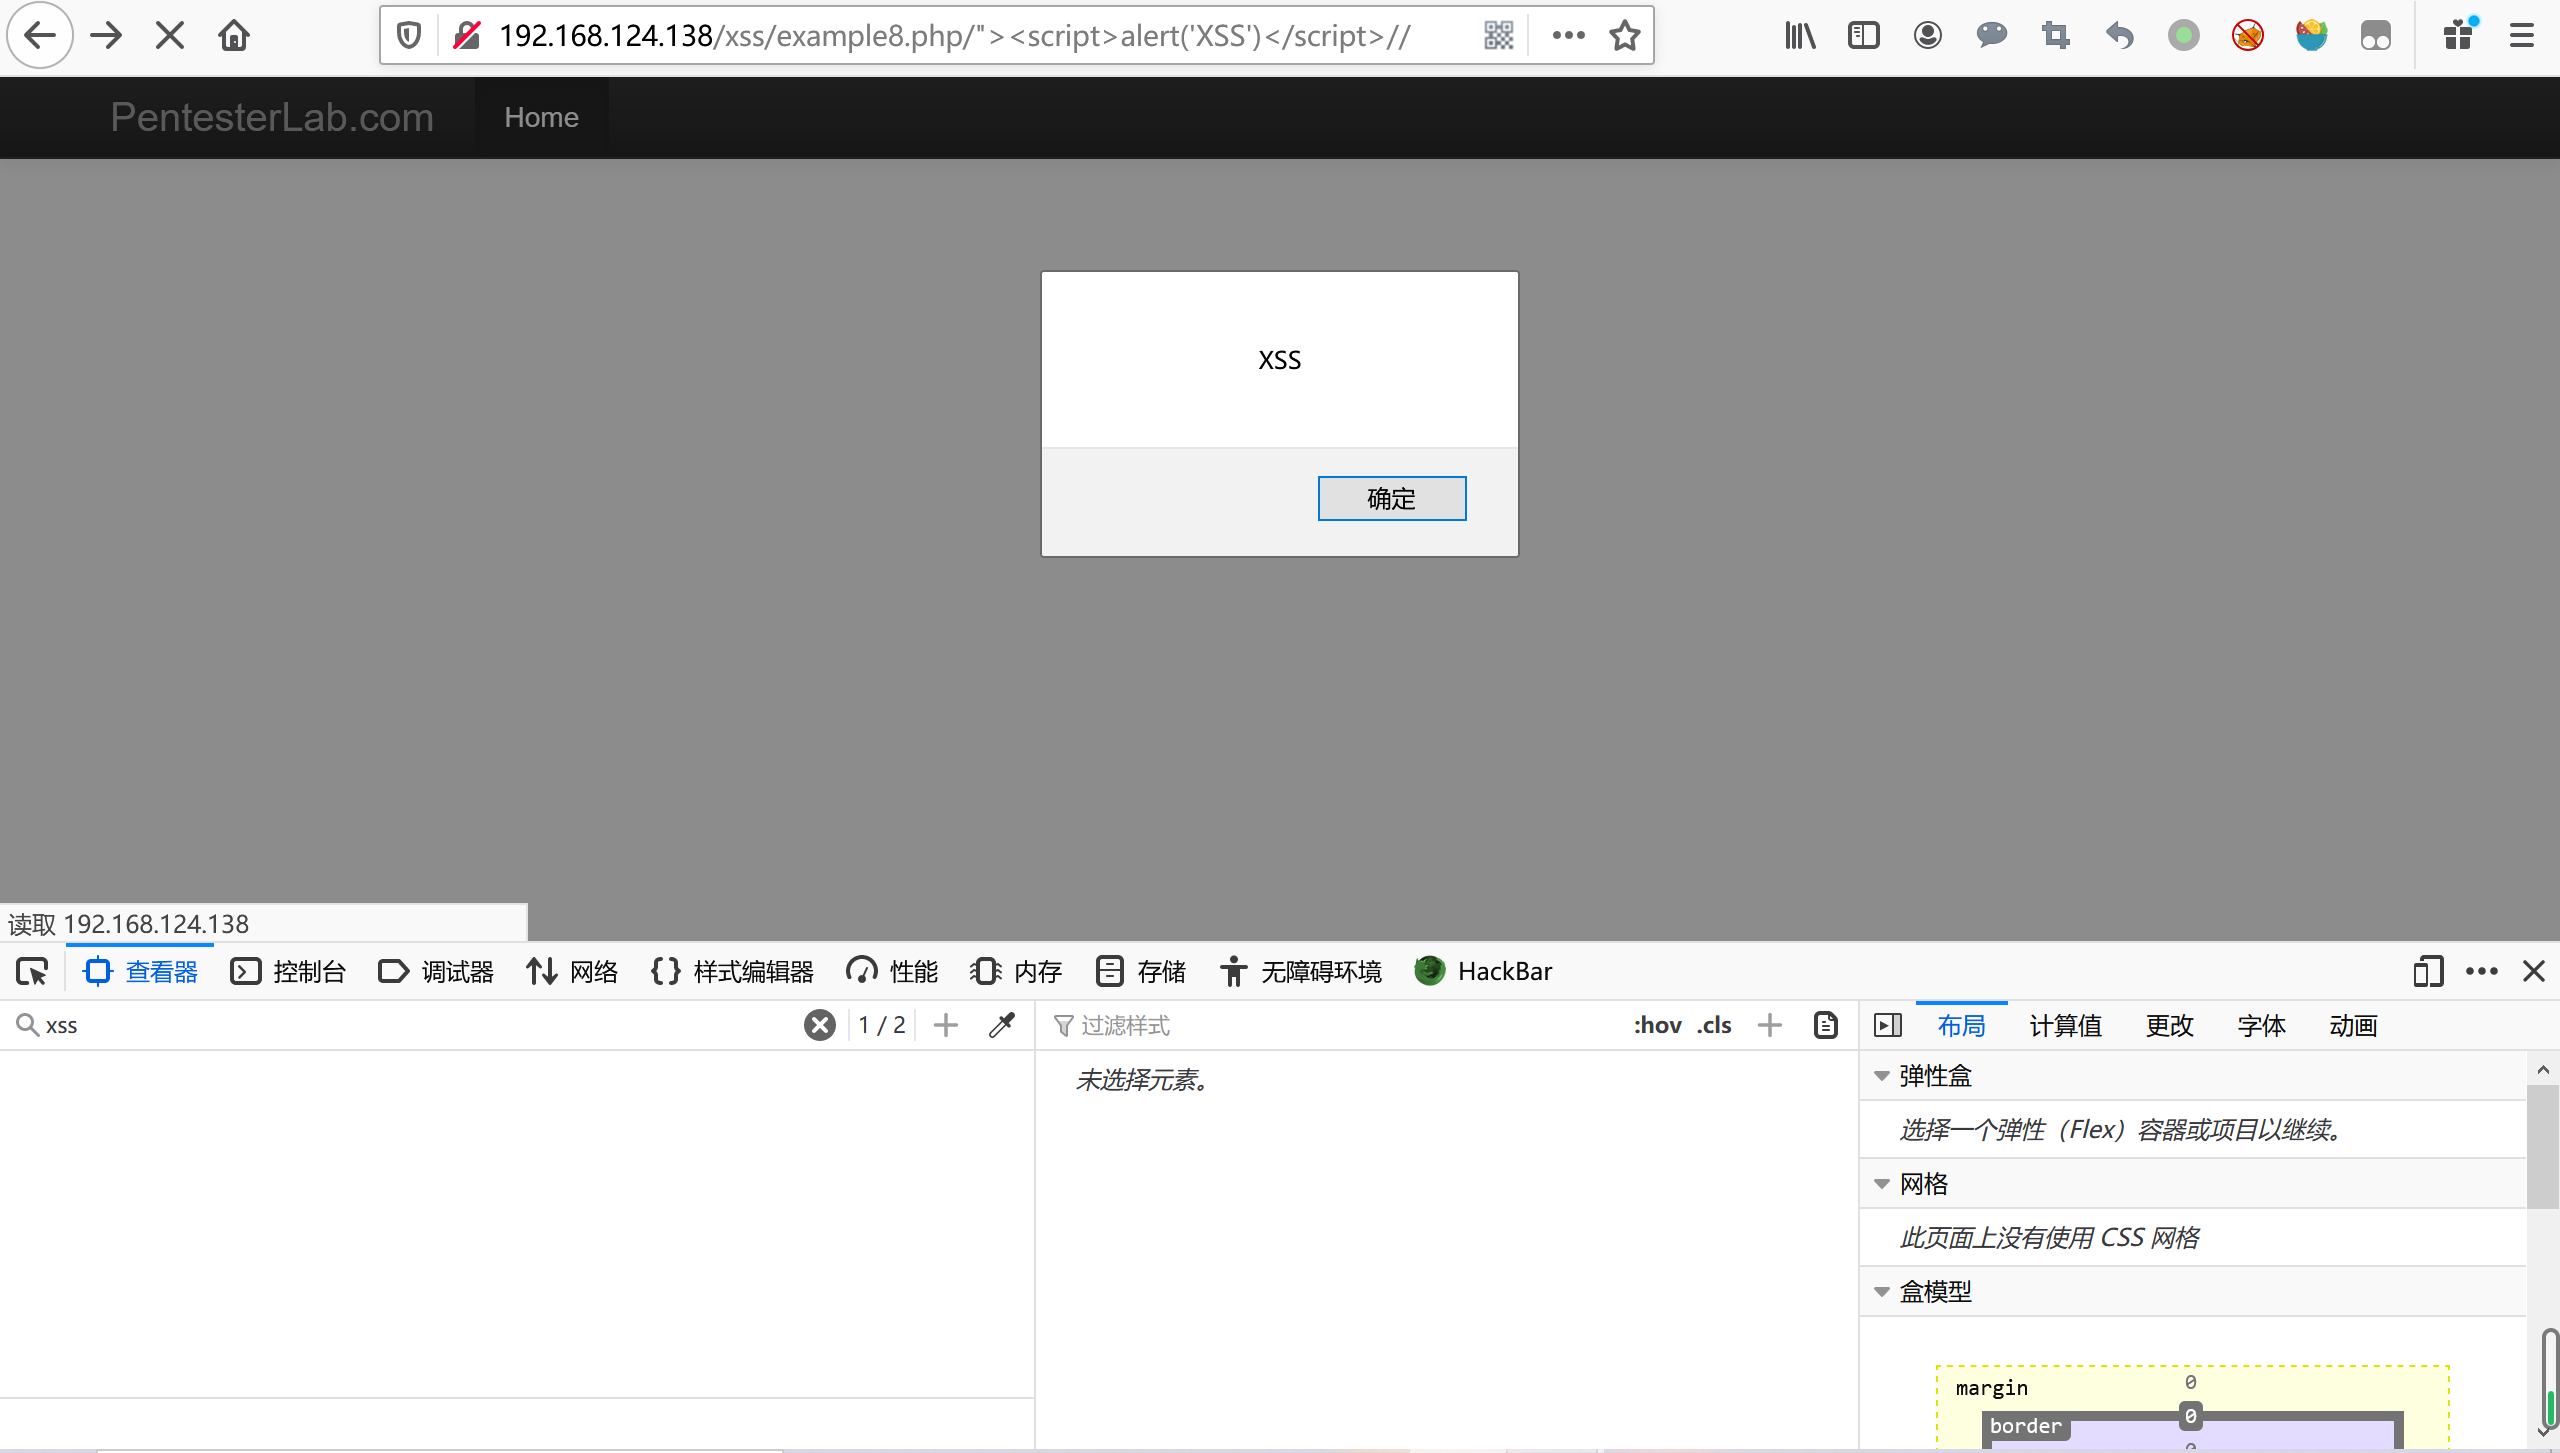 192.168.124.138/xss/example8.php/"><script>alert('XSS')</script>//
PentesterLab.com Home
XSS
确定
读取 192.168.124.138
查看器 控制台 调试器 网络 样式编辑器 性能 内存 存储 无障碍环境 HackBar
xss 1 / 2 过滤样式 :hov .cls 布局 计算值 更改 字体 动画
未选择元素。
弹性盒
选择一个弹性（Flex）容器或项目以继续。
网格
此页面上没有使用 CSS 网格
盒模型
margin 0
border 0